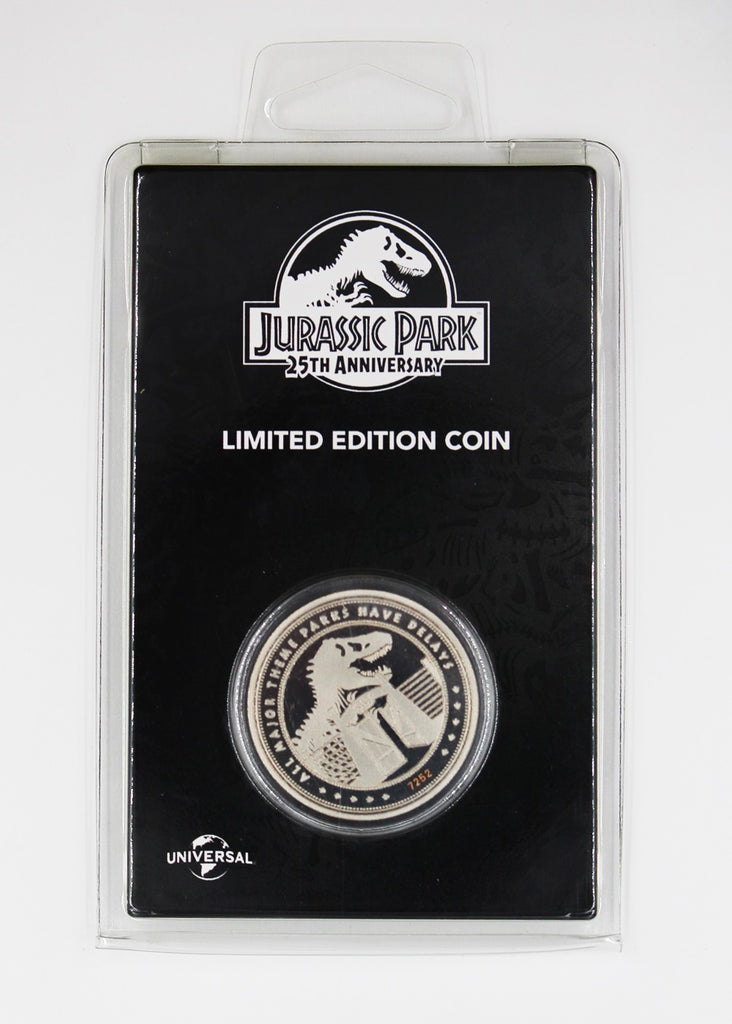 JURASSIC PARK
25TH ANNIVERSARY
LIMITED EDITION COIN
ALL MAJOR THEME PARKS HAVE DELAYS
7252
UNIVERSAL